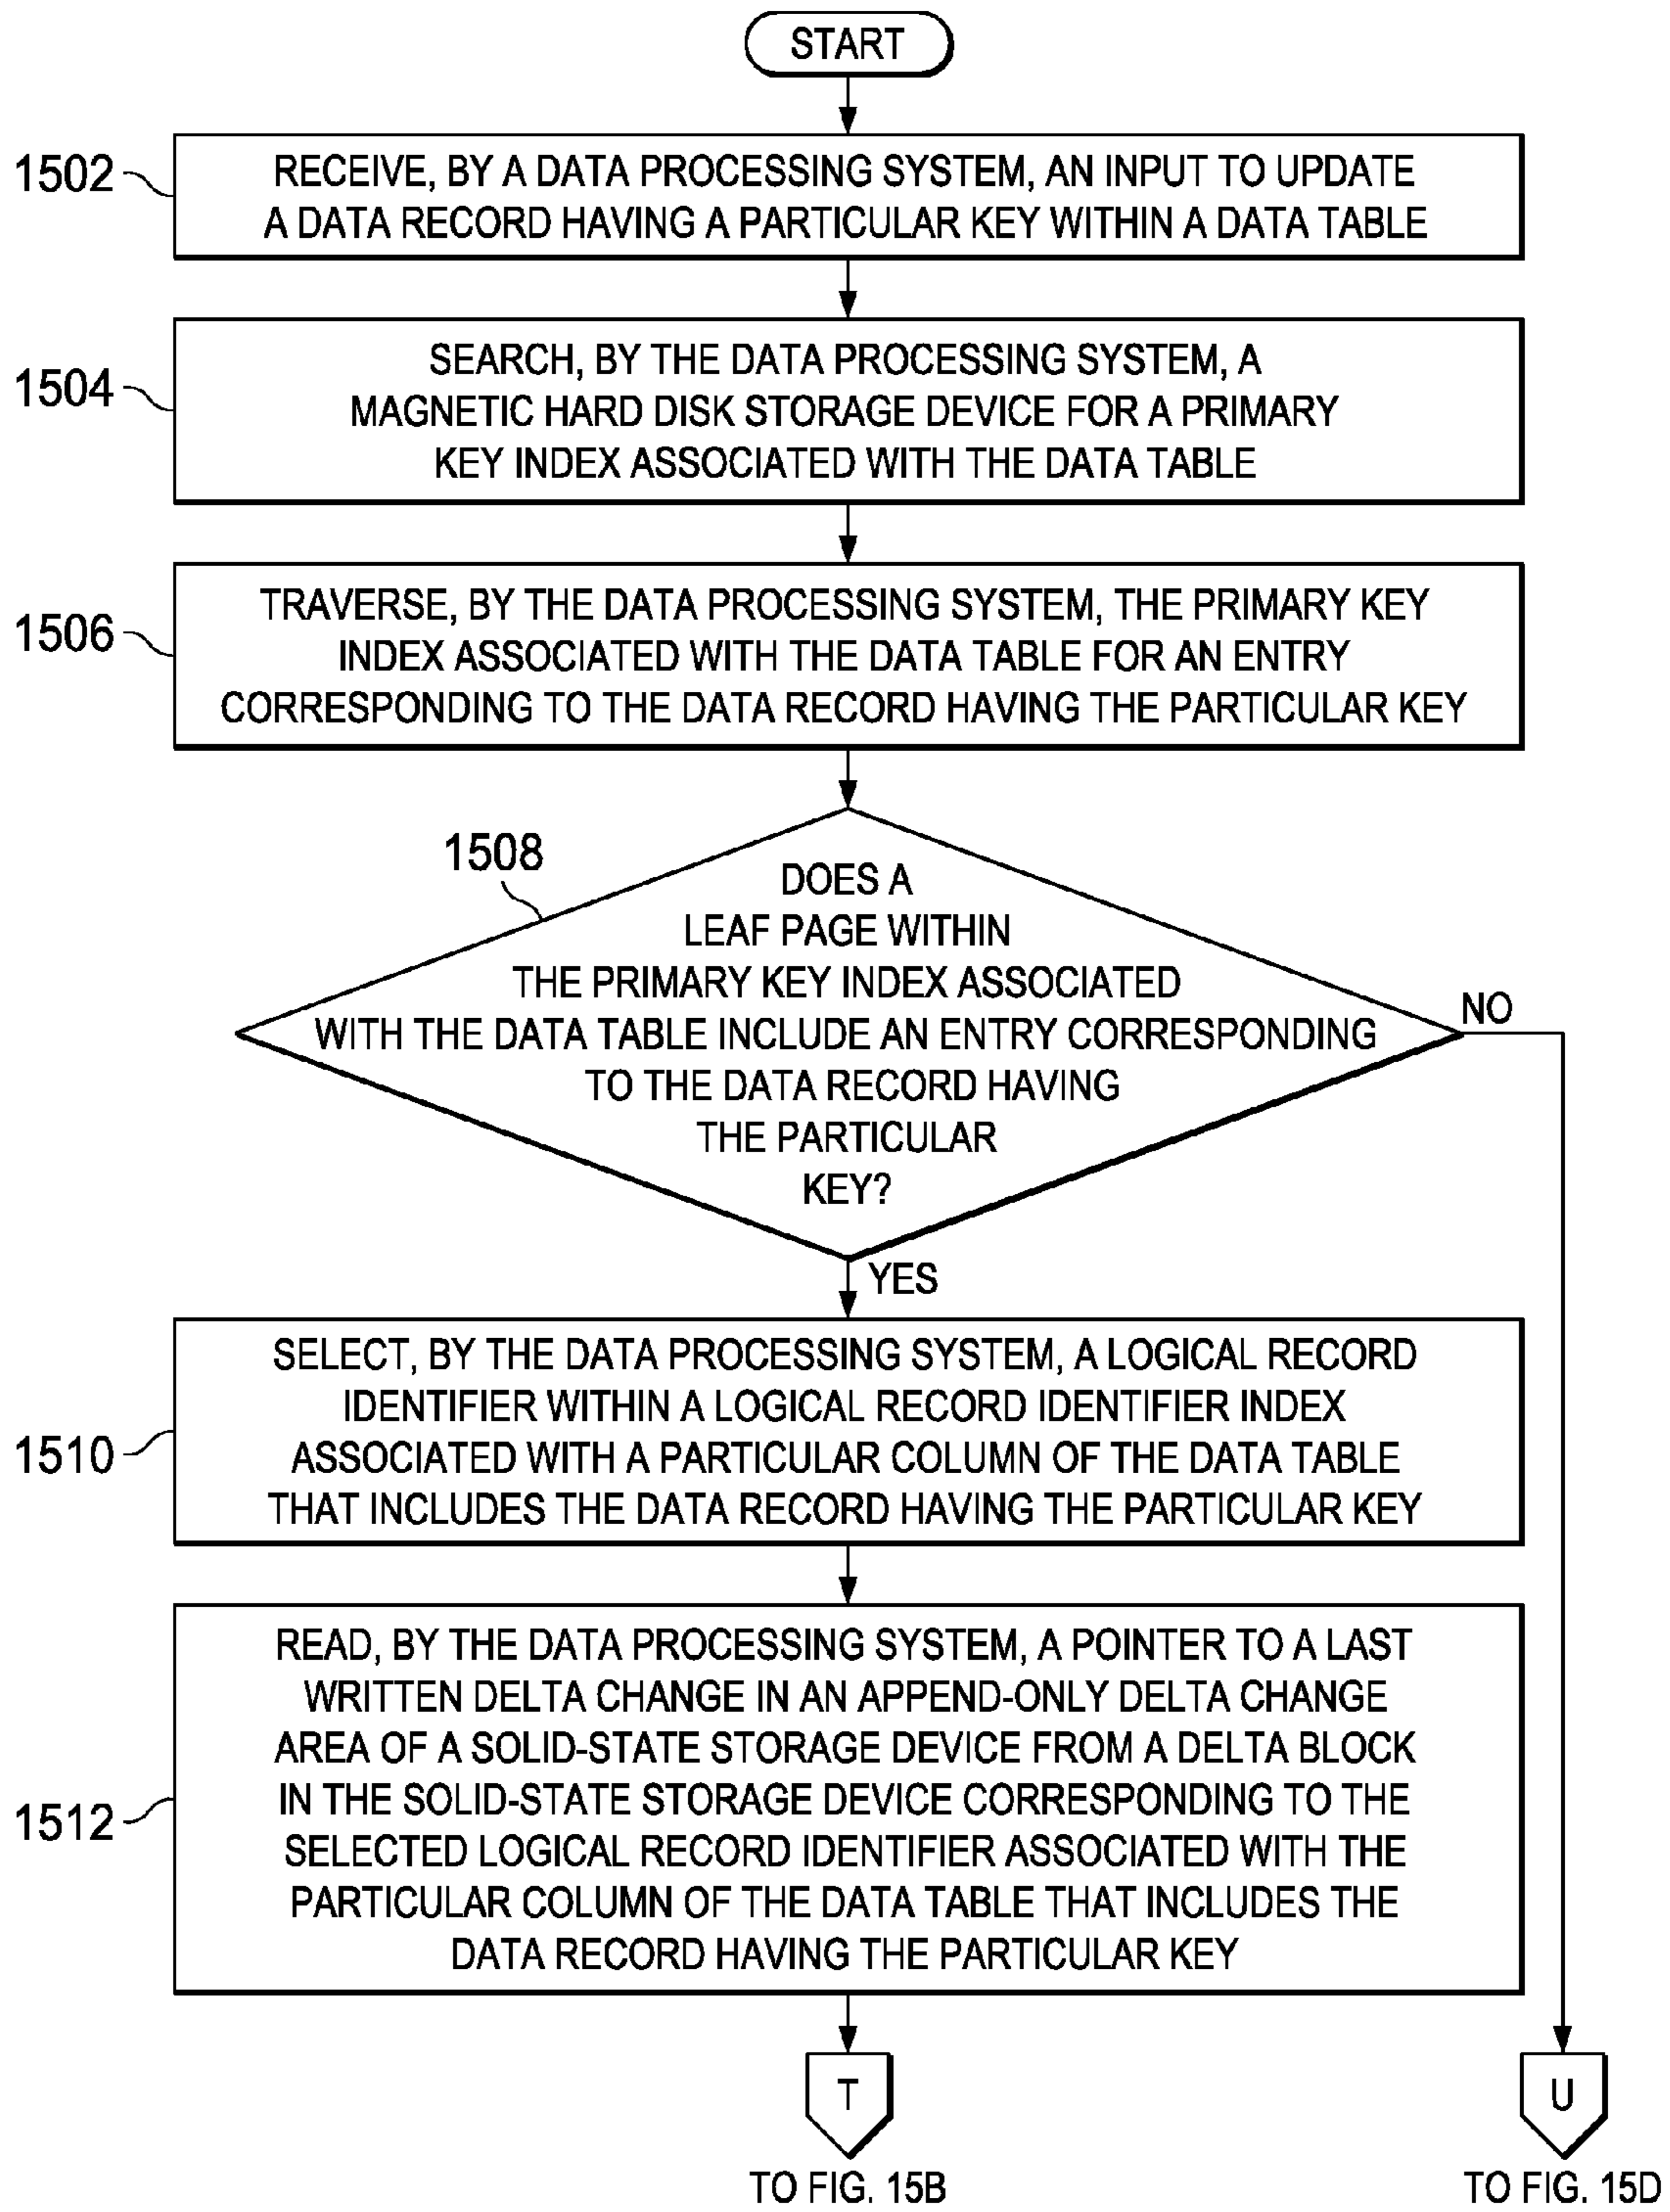 START
1502
RECEIVE, BY A DATA PROCESSING SYSTEM, AN INPUT TO UPDATE
A DATA RECORD HAVING A PARTICULAR KEY WITHIN A DATA TABLE
1504
SEARCH, BY THE DATA PROCESSING SYSTEM, A
MAGNETIC HARD DISK STORAGE DEVICE FOR A PRIMARY
KEY INDEX ASSOCIATED WITH THE DATA TABLE
1506
TRAVERSE, BY THE DATA PROCESSING SYSTEM, THE PRIMARY KEY
INDEX ASSOCIATED WITH THE DATA TABLE FOR AN ENTRY
CORRESPONDING TO THE DATA RECORD HAVING THE PARTICULAR KEY
1508
DOES A
LEAF PAGE WITHIN
THE PRIMARY KEY INDEX ASSOCIATED
WITH THE DATA TABLE INCLUDE AN ENTRY CORRESPONDING
TO THE DATA RECORD HAVING
THE PARTICULAR
KEY?
NO
YES
1510
SELECT, BY THE DATA PROCESSING SYSTEM, A LOGICAL RECORD
IDENTIFIER WITHIN A LOGICAL RECORD IDENTIFIER INDEX
ASSOCIATED WITH A PARTICULAR COLUMN OF THE DATA TABLE
THAT INCLUDES THE DATA RECORD HAVING THE PARTICULAR KEY
1512
READ, BY THE DATA PROCESSING SYSTEM, A POINTER TO A LAST
WRITTEN DELTA CHANGE IN AN APPEND-ONLY DELTA CHANGE
AREA OF A SOLID-STATE STORAGE DEVICE FROM A DELTA BLOCK
IN THE SOLID-STATE STORAGE DEVICE CORRESPONDING TO THE
SELECTED LOGICAL RECORD IDENTIFIER ASSOCIATED WITH THE
PARTICULAR COLUMN OF THE DATA TABLE THAT INCLUDES THE
DATA RECORD HAVING THE PARTICULAR KEY
T
U
TO FIG. 15B
TO FIG. 15D